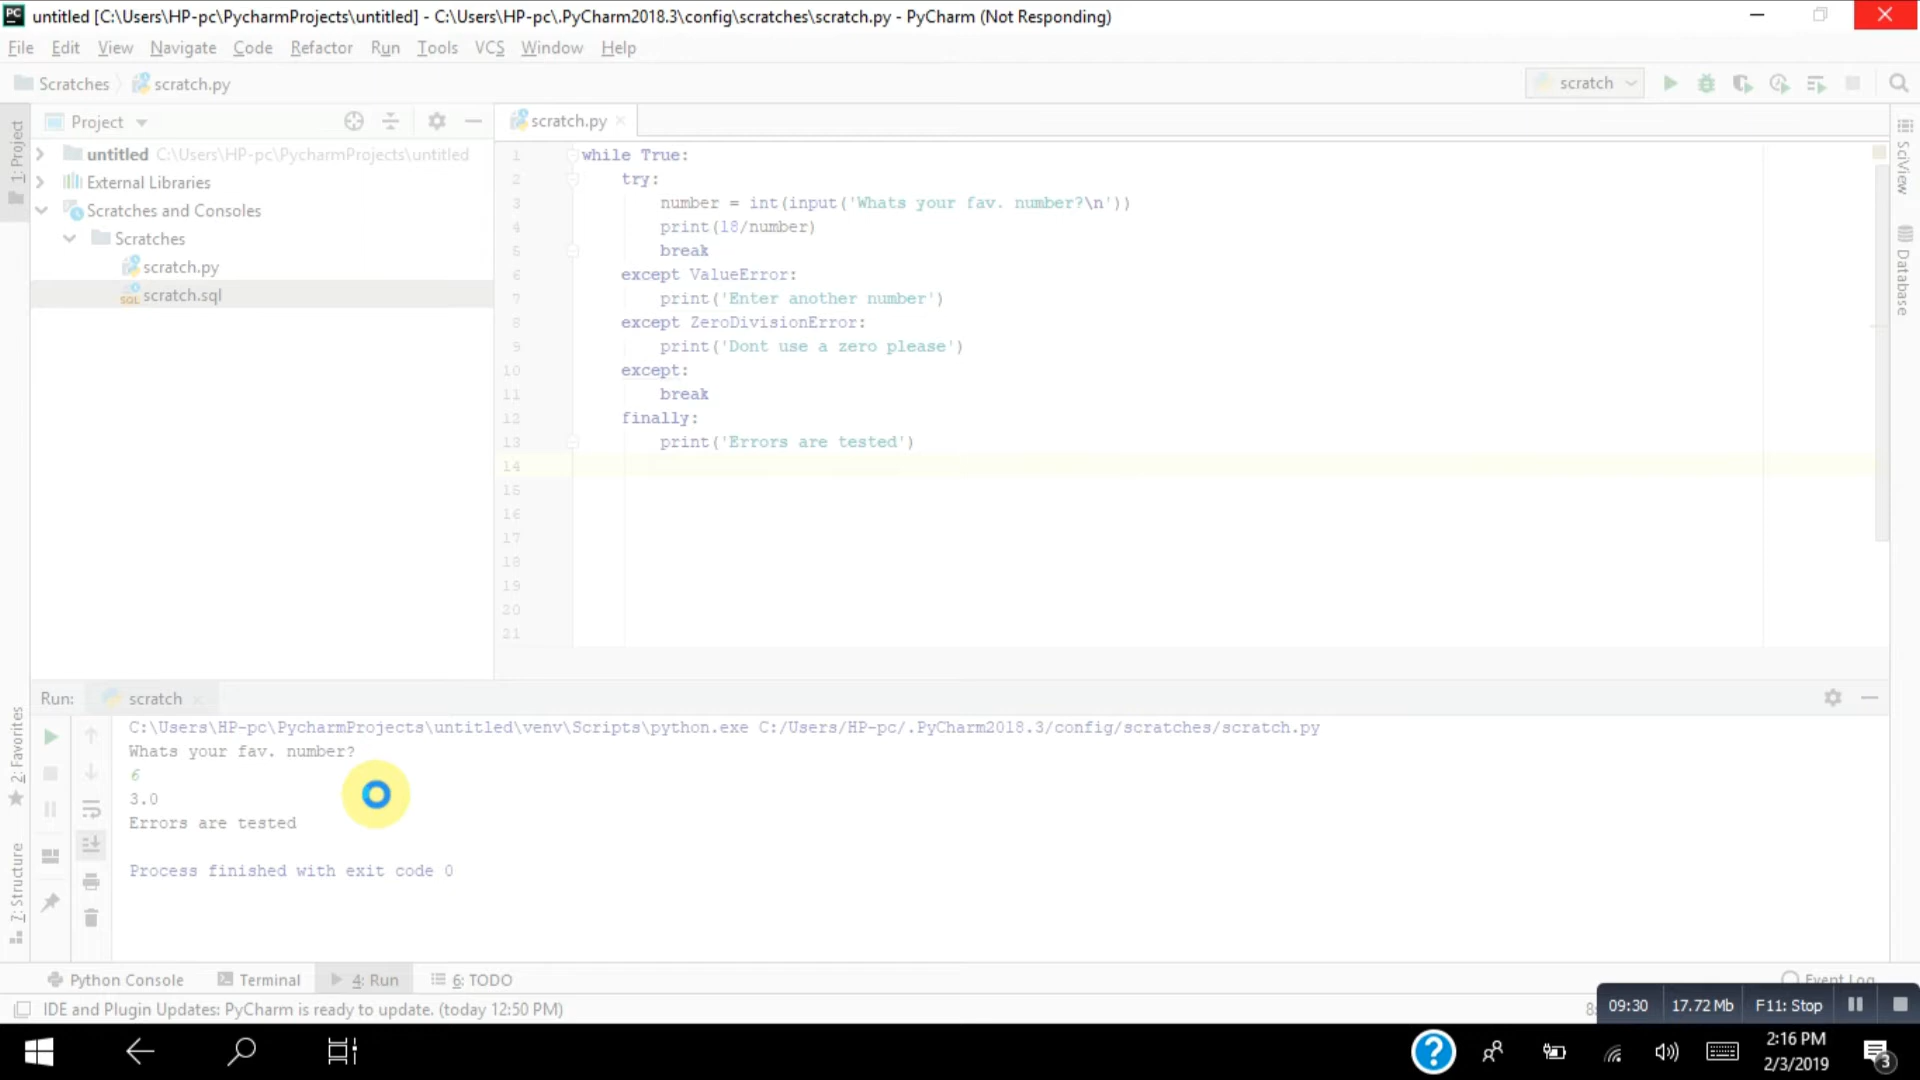 PC untitled [C:\Users\HP-pc\PycharmProjects\untitled] - C:\Users\HP-pc\.PyCharm2018.3\config\scratches\scratch.py - PyCharm (Not Responding)
File Edit View Navigate Code Refactor Run Tools VCS Window Help
Scratches scratch.py scratch
1: Project
Project scratch.py
untitled C:\Users\HP-pc\PycharmProjects\untitled
External Libraries
Scratches and Consoles
Scratches
scratch.py
SQL scratch.sql
1 while True:
2 try:
3 number = int(input('Whats your fav. number?\n'))
4 print(18/number)
5 break
6 except ValueError:
7 print('Enter another number')
8 except ZeroDivisionError:
9 print('Dont use a zero please')
10 except:
11 break
12 finally:
13 print('Errors are tested')
14
15
16
17
18
19
20
21
SciView
Database
2: Favorites
7: Structure
Run: scratch
C:\Users\HP-pc\PycharmProjects\untitled\venv\Scripts\python.exe C:/Users/HP-pc/.PyCharm2018.3/config/scratches/scratch.py
Whats your fav. number?
6
3.0
Errors are tested
Process finished with exit code 0
Python Console Terminal 4: Run 6: TODO Event Log
IDE and Plugin Updates: PyCharm is ready to update. (today 12:50 PM) 8:
09:30 17.72 Mb F11: Stop
?
2:16 PM
2/3/2019
3